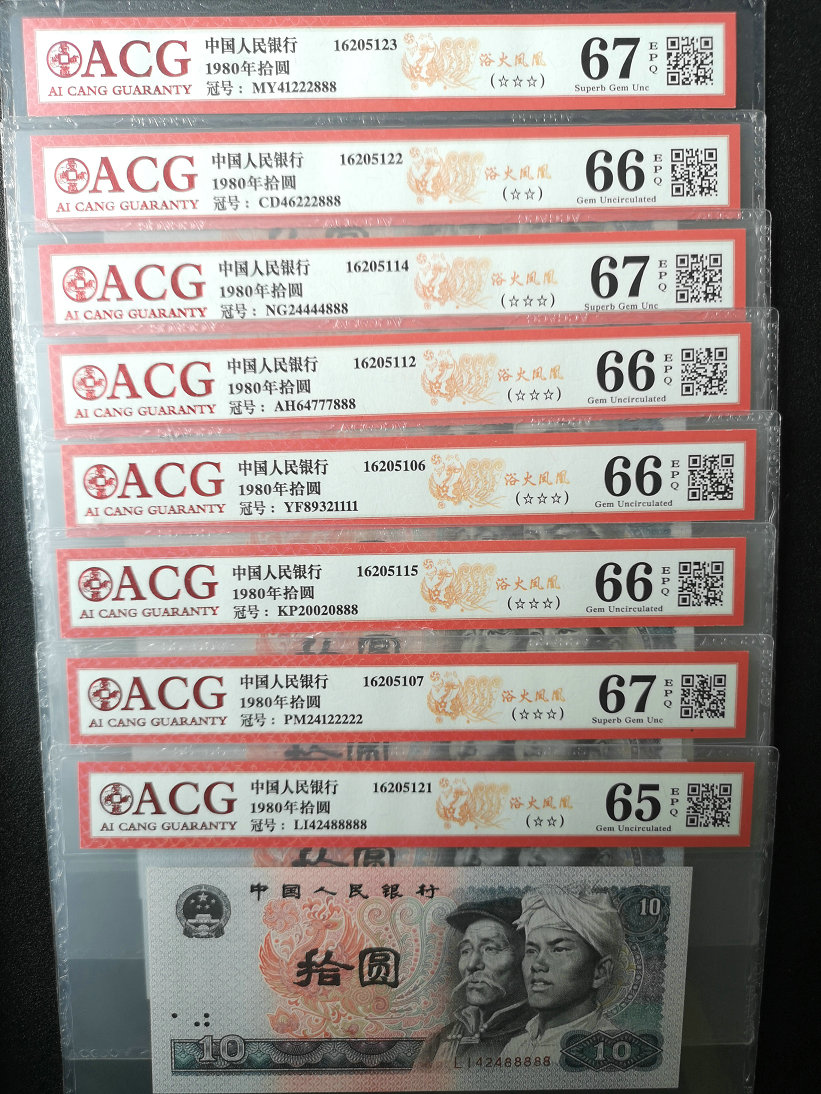 ACG
AI CANG GUARANTY
中国人民银行 16205123
1980年拾圆
冠号： MY41222888
浴火凤凰
(☆☆☆)
67 EPQ
Superb Gem Unc
ACG
AI CANG GUARANTY
中国人民银行 16205122
1980年拾圆
冠号： CD46222888
浴火凤凰
(☆☆)
66 EPQ
Gem Uncirculated
ACG
AI CANG GUARANTY
中国人民银行 16205114
1980年拾圆
冠号： NG24444888
浴火凤凰
(☆☆☆)
67 EPQ
Superb Gem Unc
ACG
AI CANG GUARANTY
中国人民银行 16205112
1980年拾圆
冠号： AH64777888
浴火凤凰
(☆☆☆)
66 EPQ
Gem Uncirculated
ACG
AI CANG GUARANTY
中国人民银行 16205106
1980年拾圆
冠号： YF89321111
浴火凤凰
(☆☆☆)
66 EPQ
Gem Uncirculated
ACG
AI CANG GUARANTY
中国人民银行 16205115
1980年拾圆
冠号： KP20020888
浴火凤凰
(☆☆☆)
66 EPQ
Gem Uncirculated
拾圆
ACG
AI CANG GUARANTY
中国人民银行 16205107
1980年拾圆
冠号： PM24122222
浴火凤凰
(☆☆☆)
67 EPQ
Superb Gem Unc
拾圆
ACG
AI CANG GUARANTY
中国人民银行 16205121
1980年拾圆
冠号： LI42488888
浴火凤凰
(☆☆)
65 EPQ
Gem Uncirculated
拾圆
中国人民银行
10
拾圆
10
LI42488888
10